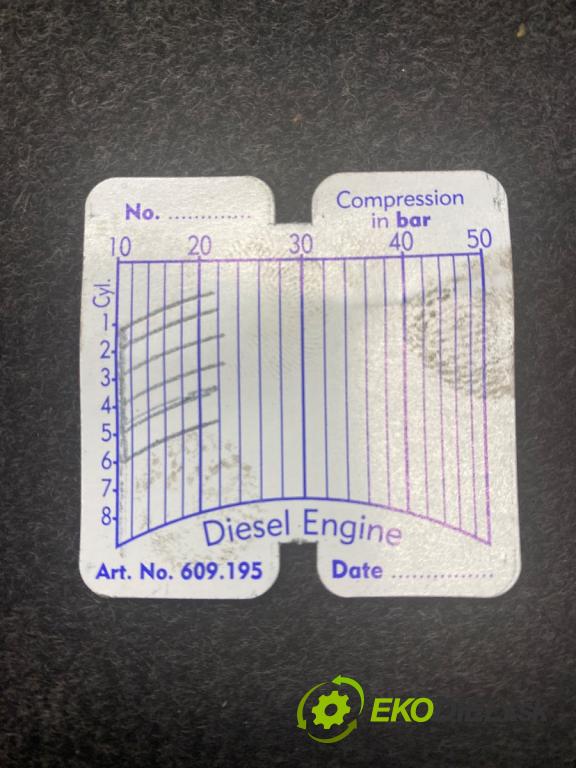 No. ..............
Compression
in bar
10 20 30 40 50
Cyl.
1
2
3
4
5
6
7
8
Diesel Engine
Art. No. 609.195
Date .................
EKO